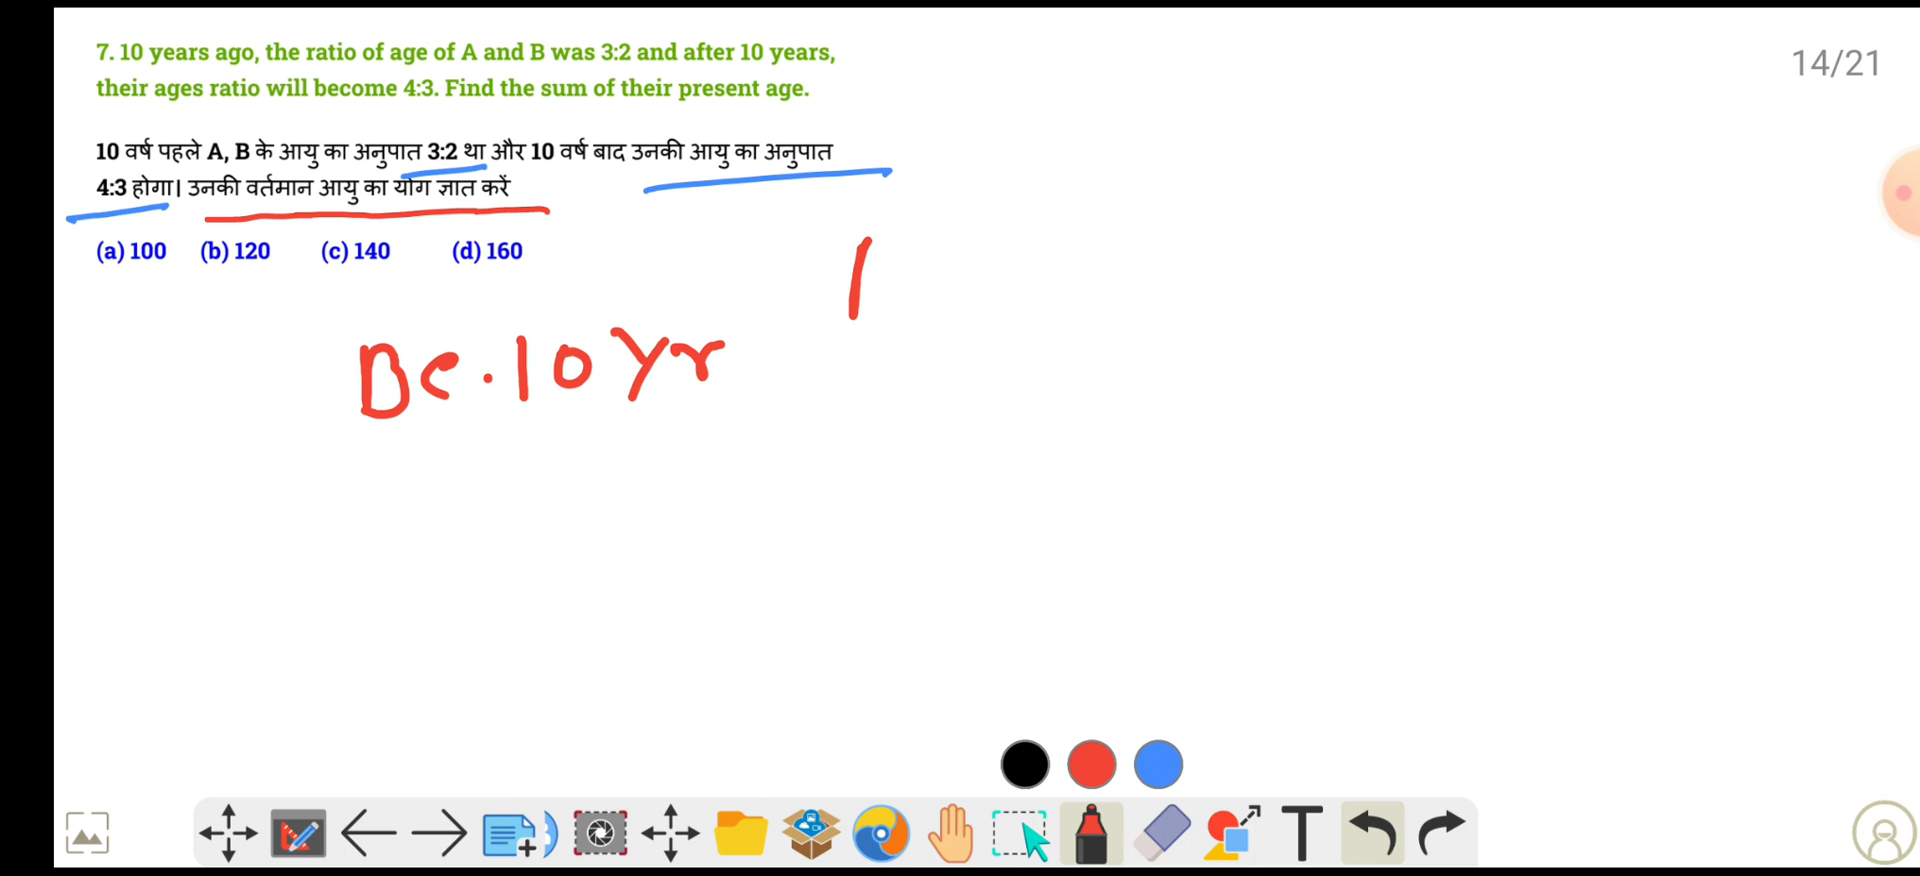 7. 10 years ago, the ratio of age of A and B was 3:2 and after 10 years,
their ages ratio will become 4:3. Find the sum of their present age.
14/21
10 वर्ष पहले A, B के आयु का अनुपात 3:2 था और 10 वर्ष बाद उनकी आयु का अनुपात
4:3 होगा। उनकी वर्तमान आयु का योग ज्ञात करें
(a) 100 (b) 120 (c) 140 (d) 160
Be. 10 Yr